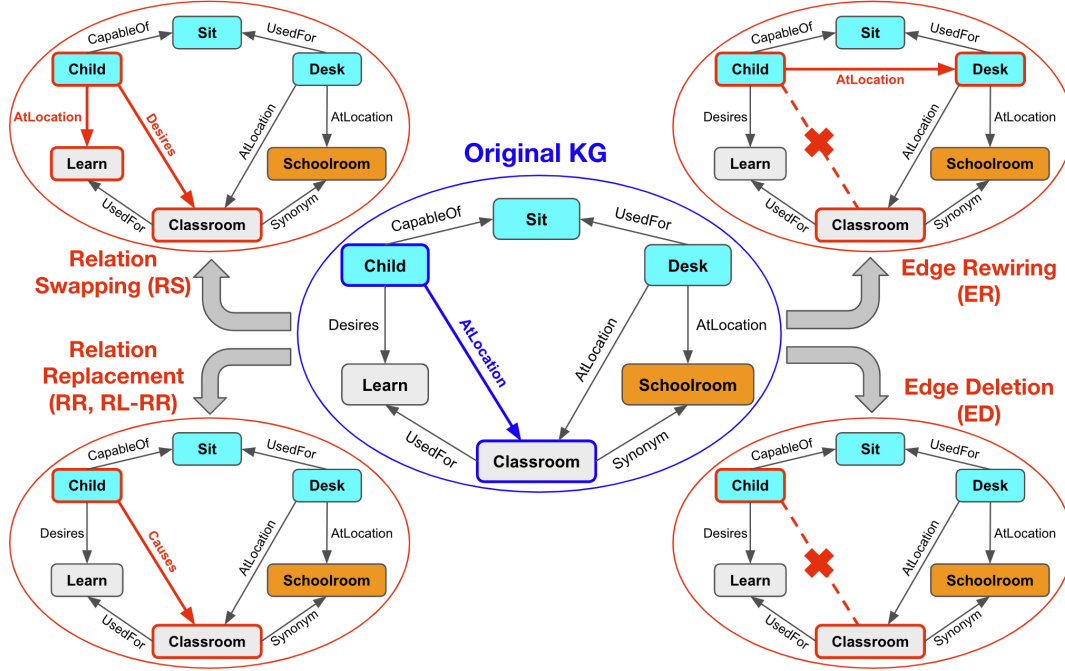 CapableOf
Sit
UsedFor
Child
Desk
AtLocation
Desires
AtLocation
AtLocation
Learn
Schoolroom
UsedFor
Classroom
Synonym
Relation
Swapping (RS)
CapableOf
Sit
UsedFor
Child
AtLocation
Desk
Desires
AtLocation
AtLocation
Learn
Schoolroom
UsedFor
Classroom
Synonym
Edge Rewiring
(ER)
Original KG
CapableOf
Sit
UsedFor
Child
Desk
Desires
AtLocation
AtLocation
AtLocation
Learn
Schoolroom
UsedFor
Classroom
Synonym
Relation
Replacement
(RR, RL-RR)
CapableOf
Sit
UsedFor
Child
Desk
Desires
Causes
AtLocation
AtLocation
Learn
Schoolroom
UsedFor
Classroom
Synonym
Edge Deletion
(ED)
CapableOf
Sit
UsedFor
Child
Desk
Desires
AtLocation
AtLocation
Learn
Schoolroom
UsedFor
Classroom
Synonym